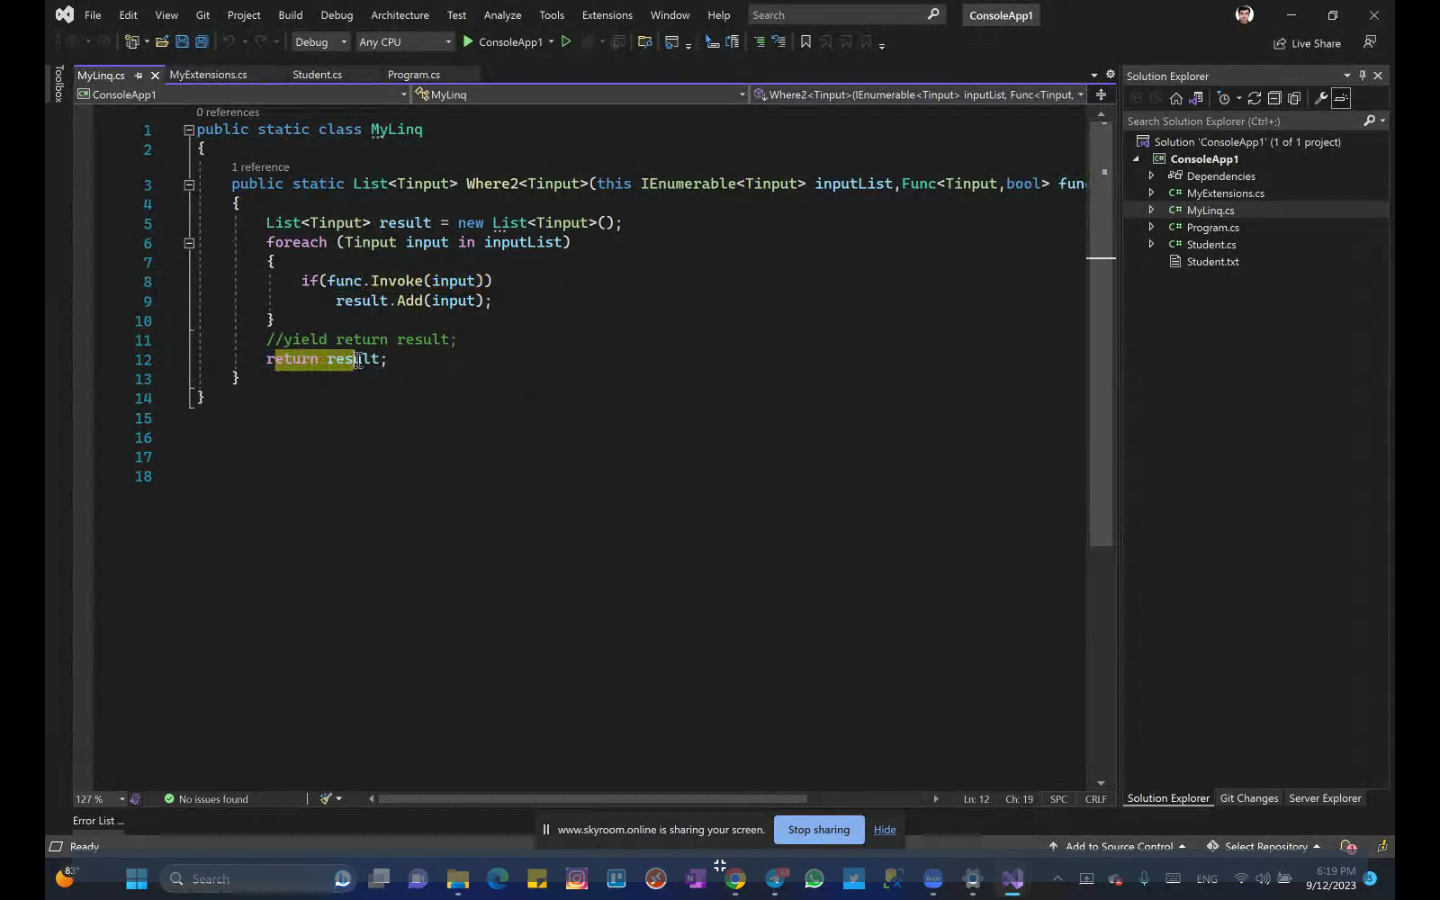 File Edit View Git Project Build Debug Architecture Test Analyze Tools Extensions Window Help Search ConsoleApp1
Debug Any CPU ConsoleApp1 Live Share
Toolbox
MyLinq.cs MyExtensions.cs Student.cs Program.cs
ConsoleApp1 MyLinq Where2<Tinput>(IEnumerable<Tinput> inputList, Func<Tinput,
0 references
1 public static class MyLinq
2 {
1 reference
3 public static List<Tinput> Where2<Tinput>(this IEnumerable<Tinput> inputList,Func<Tinput,bool> func
4 {
5 List<Tinput> result = new List<Tinput>();
6 foreach (Tinput input in inputList)
7 {
8 if(func.Invoke(input))
9 result.Add(input);
10 }
11 //yield return result;
12 return result;
13 }
14 }
15
16
17
18
Solution Explorer
Search Solution Explorer (Ctrl+;)
Solution 'ConsoleApp1' (1 of 1 project)
ConsoleApp1
Dependencies
C# MyExtensions.cs
C# MyLinq.cs
C# Program.cs
C# Student.cs
Student.txt
127 % No issues found Ln: 12 Ch: 19 SPC CRLF
Solution Explorer Git Changes Server Explorer
Error List ...
www.skyroom.online is sharing your screen. Stop sharing Hide
Ready Add to Source Control Select Repository
83° Search ENG 6:19 PM
9/12/2023